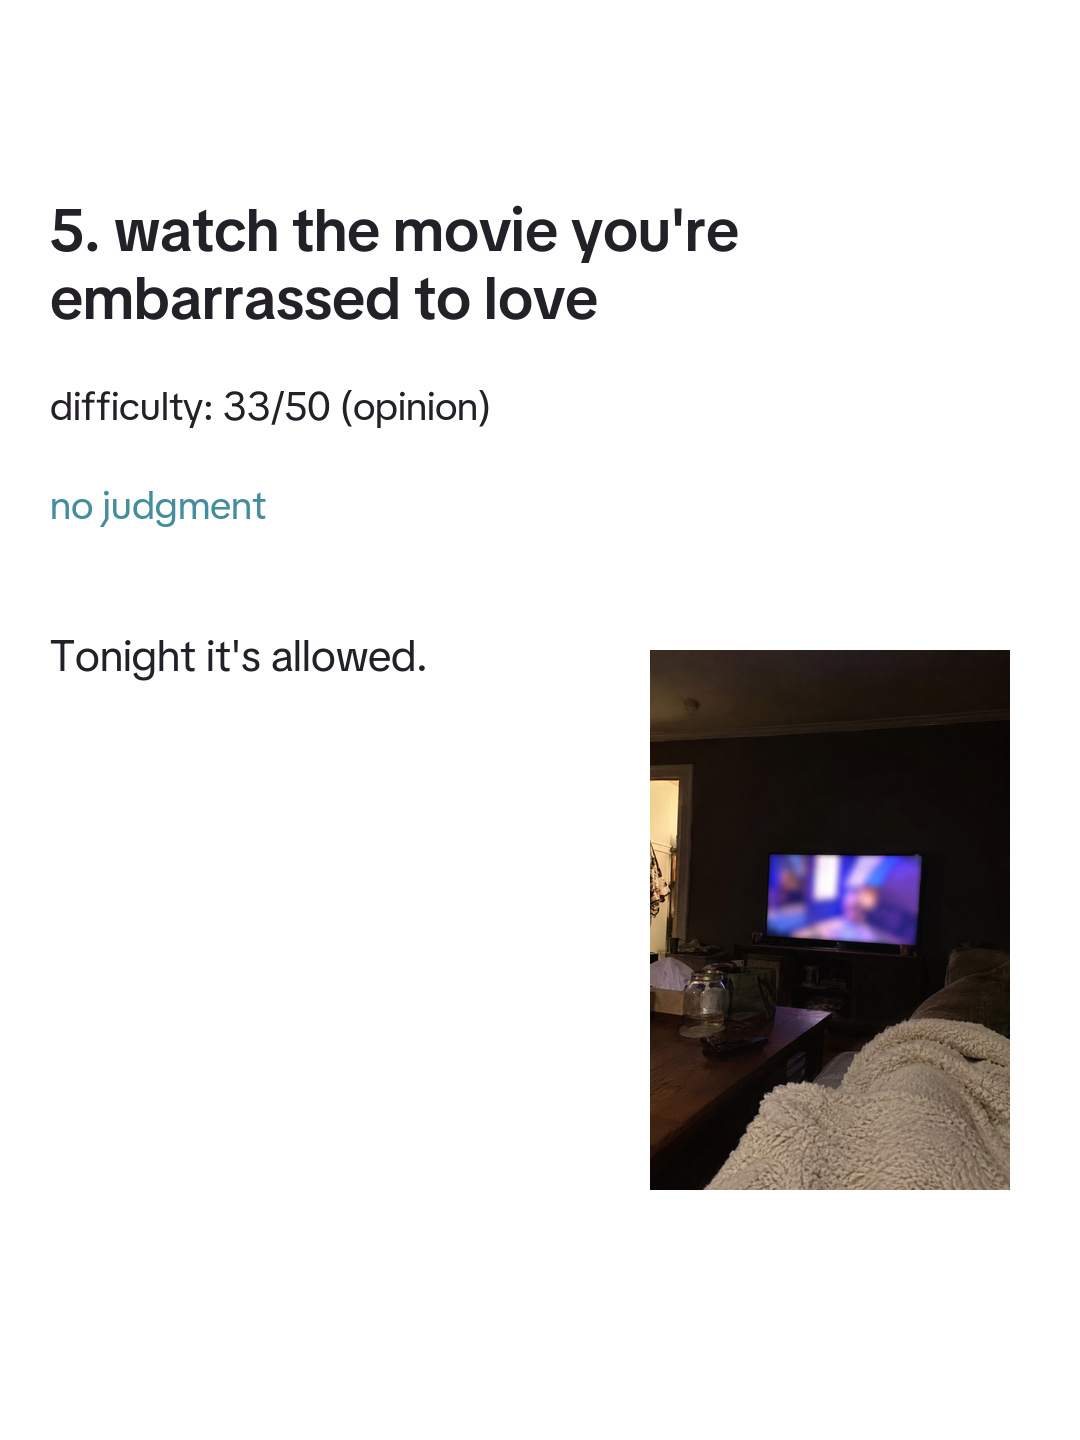 5. watch the movie you're
embarrassed to love
difficulty: 33/50 (opinion)
no judgment
Tonight it's allowed.